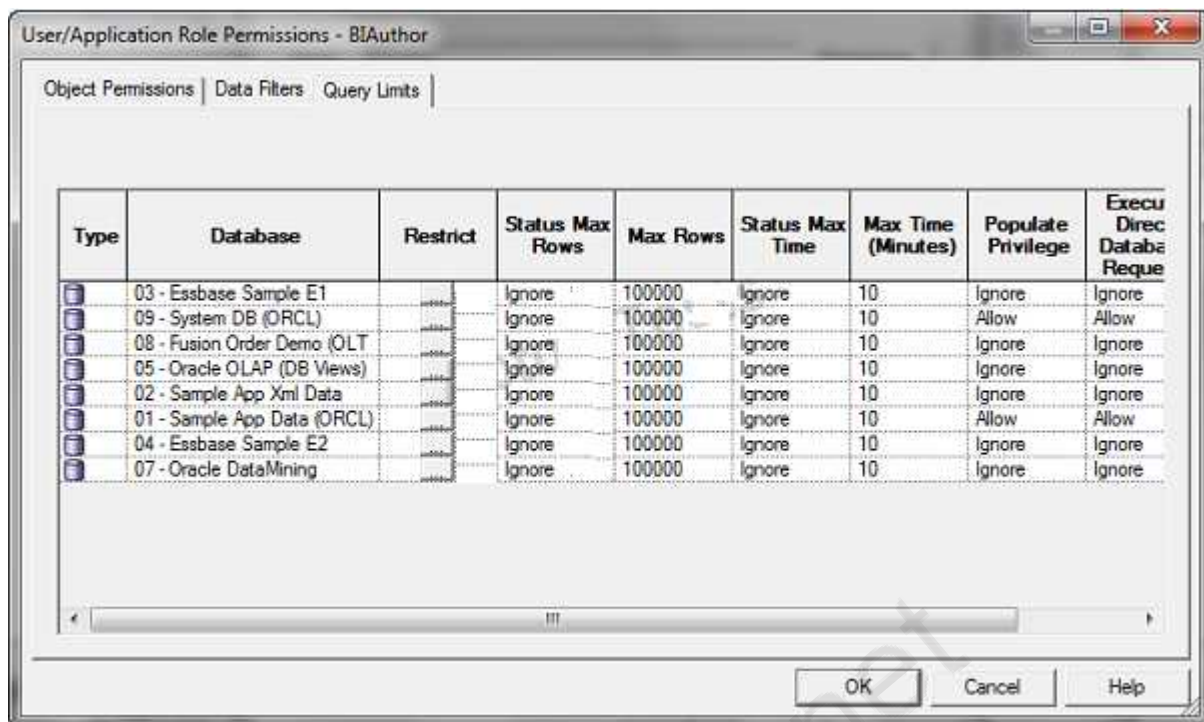 User/Application Role Permissions - BIAuthor
Object Permissions Data Filters Query Limits
Type Database Restrict Status Max Rows Max Rows Status Max Time Max Time (Minutes) Populate Privilege Execu Direc Databa Reque
03 - Essbase Sample E1 ... Ignore 100000 Ignore 10 Ignore Ignore
09 - System DB (ORCL) ... Ignore 100000 Ignore 10 Allow Allow
08 - Fusion Order Demo (OLT ... Ignore 100000 Ignore 10 Ignore Ignore
05 - Oracle OLAP (DB Views) ... Ignore 100000 Ignore 10 Ignore Ignore
02 - Sample App Xml Data ... Ignore 100000 Ignore 10 Ignore Ignore
01 - Sample App Data (ORCL) ... Ignore 100000 Ignore 10 Allow Allow
04 - Essbase Sample E2 ... Ignore 100000 Ignore 10 Ignore Ignore
07 - Oracle DataMining ... Ignore 100000 Ignore 10 Ignore Ignore
OK Cancel Help